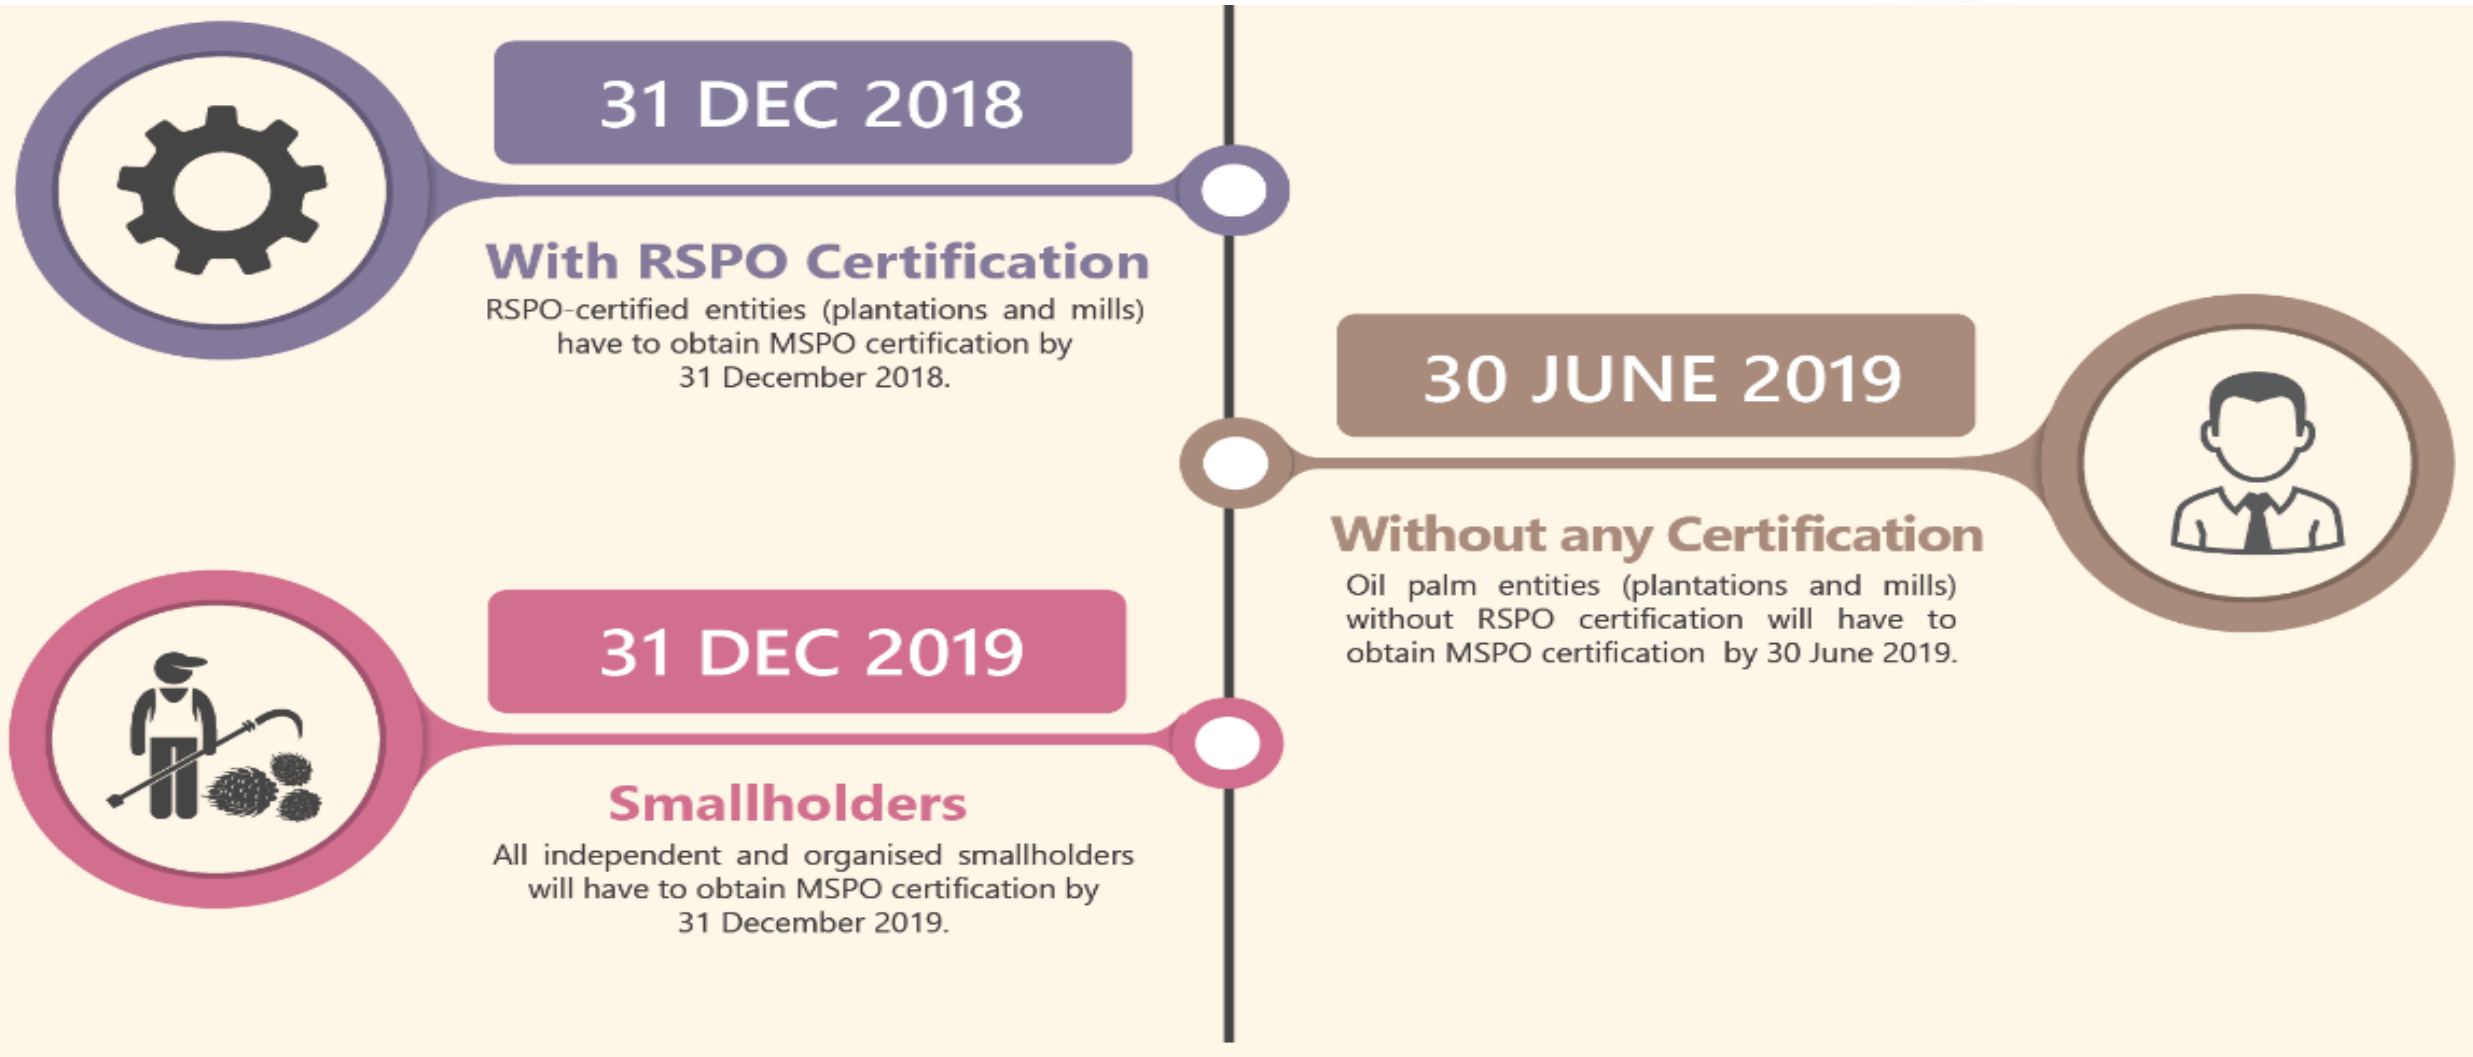 31 DEC 2018
With RSPO Certification
RSPO-certified entities (plantations and mills)
have to obtain MSPO certification by
31 December 2018.
30 JUNE 2019
Without any Certification
Oil palm entities (plantations and mills)
without RSPO certification will have to
obtain MSPO certification by 30 June 2019.
31 DEC 2019
Smallholders
All independent and organised smallholders
will have to obtain MSPO certification by
31 December 2019.